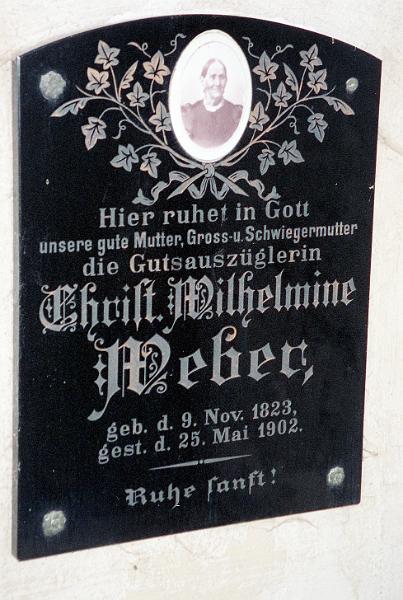 Hier ruhet in Gott
unsere gute Mutter, Gross- u. Schwiegermutter
die Gutsauszüglerin
Christ. Wilhelmine
Weber,
geb. d. 9. Nov. 1823,
gest. d. 25. Mai 1902.
Ruhe sanft!